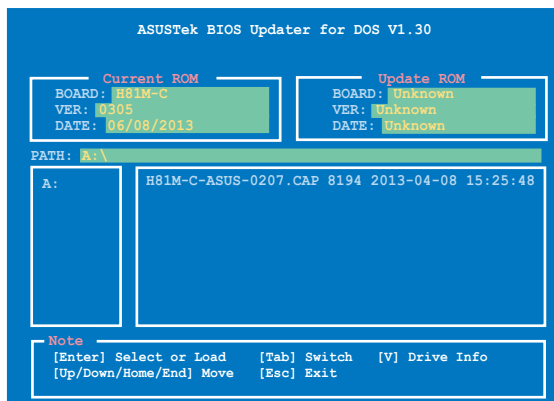 ASUSTek BIOS Updater for DOS V1.30
Current ROM
BOARD: H81M-C
VER: 0305
DATE: 06/08/2013
Update ROM
BOARD: Unknown
VER: Unknown
DATE: Unknown
PATH: A:\
A:
H81M-C-ASUS-0207.CAP 8194 2013-04-08 15:25:48
Note
[Enter] Select or Load [Tab] Switch [V] Drive Info
[Up/Down/Home/End] Move [Esc] Exit